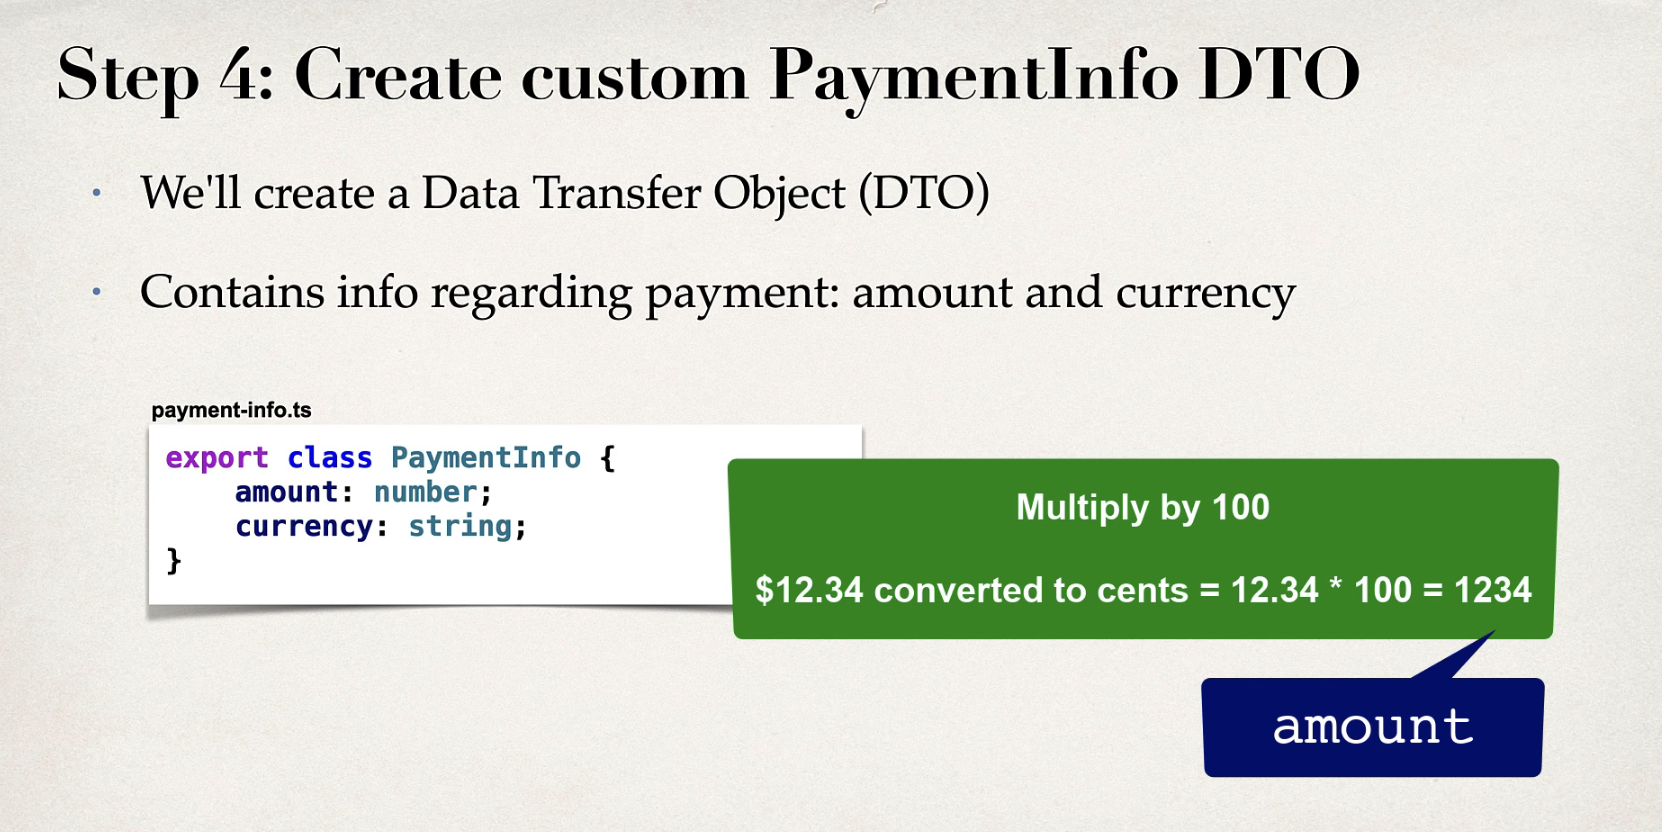 Step 4: Create custom PaymentInfo DTO
• We'll create a Data Transfer Object (DTO)
• Contains info regarding payment: amount and currency
payment-info.ts
export class PaymentInfo {
    amount: number;
    currency: string;
}
Multiply by 100
$12.34 converted to cents = 12.34 * 100 = 1234
amount